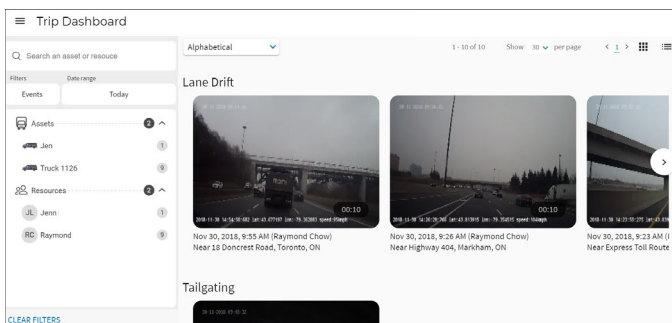 Trip Dashboard
Search an asset or resouce
Filters
Date range
Events
Today
Assets
2
Jen
1
Truck 1126
9
Resources
2
JL Jenn
1
RC Raymond
9
CLEAR FILTERS
Alphabetical
1 - 10 of 10
Show 30 per page
1
Lane Drift
00:10
Nov 30, 2018, 9:55 AM (Raymond Chow)
Near 18 Doncrest Road, Toronto, ON
00:10
Nov 30, 2018, 9:26 AM (Raymond Chow)
Near Highway 404, Markham, ON
Nov 30, 2018, 9:23 AM (
Near Express Toll Route
Tailgating